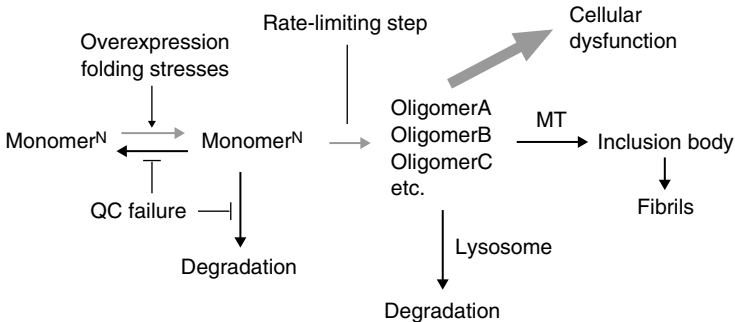 Cellular
dysfunction
Rate-limiting step
Overexpression
folding stresses
OligomerA
OligomerB
OligomerC
etc.
MT
Monomerᴺ
Monomerᴺ
Inclusion body
Fibrils
QC failure
Lysosome
Degradation
Degradation